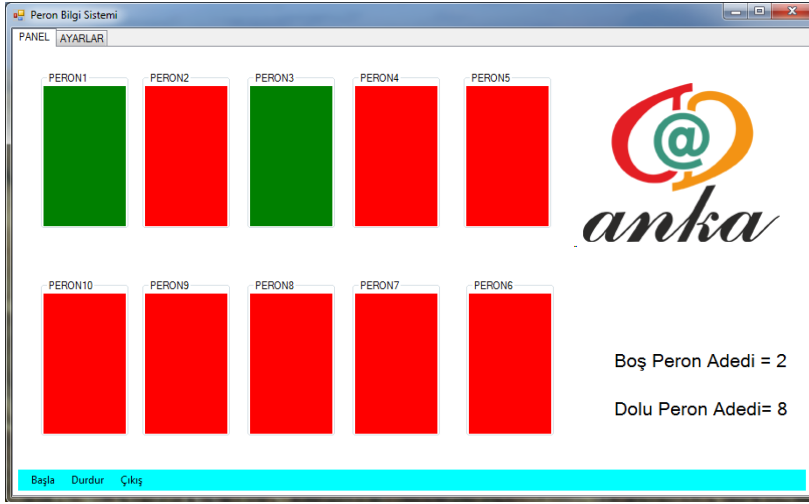 Peron Bilgi Sistemi
PANEL AYARLAR
PERON1 PERON2 PERON3 PERON4 PERON5
@
anka
PERON10 PERON9 PERON8 PERON7 PERON6
Boş Peron Adedi = 2
Dolu Peron Adedi= 8
Başla Durdur Çıkış